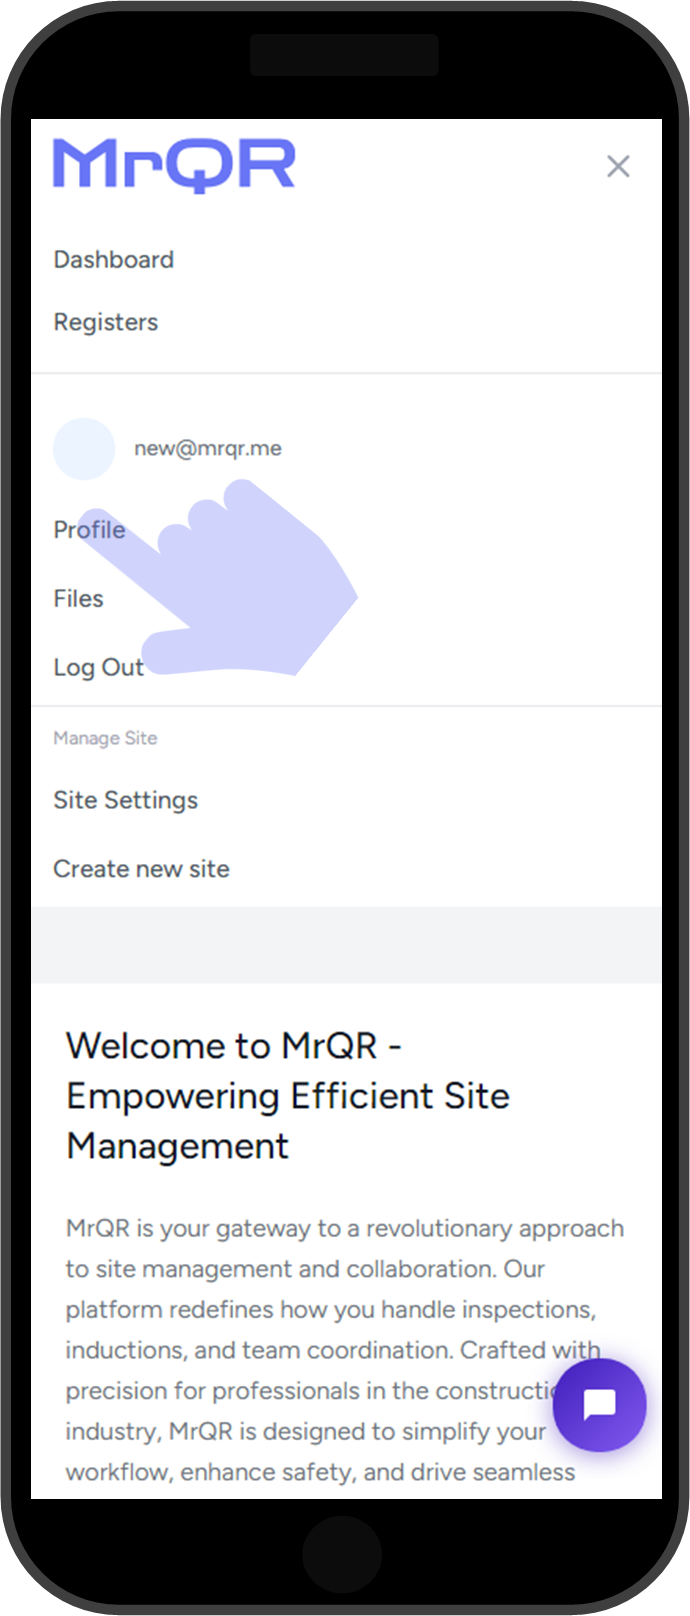 MrQR
Dashboard
Registers
new@mrqr.me
Profile
Files
Log Out
Manage Site
Site Settings
Create new site
Welcome to MrQR -
Empowering Efficient Site
Management
MrQR is your gateway to a revolutionary approach
to site management and collaboration. Our
platform redefines how you handle inspections,
inductions, and team coordination. Crafted with
precision for professionals in the constructi
industry, MrQR is designed to simplify your
workflow, enhance safety, and drive seamless